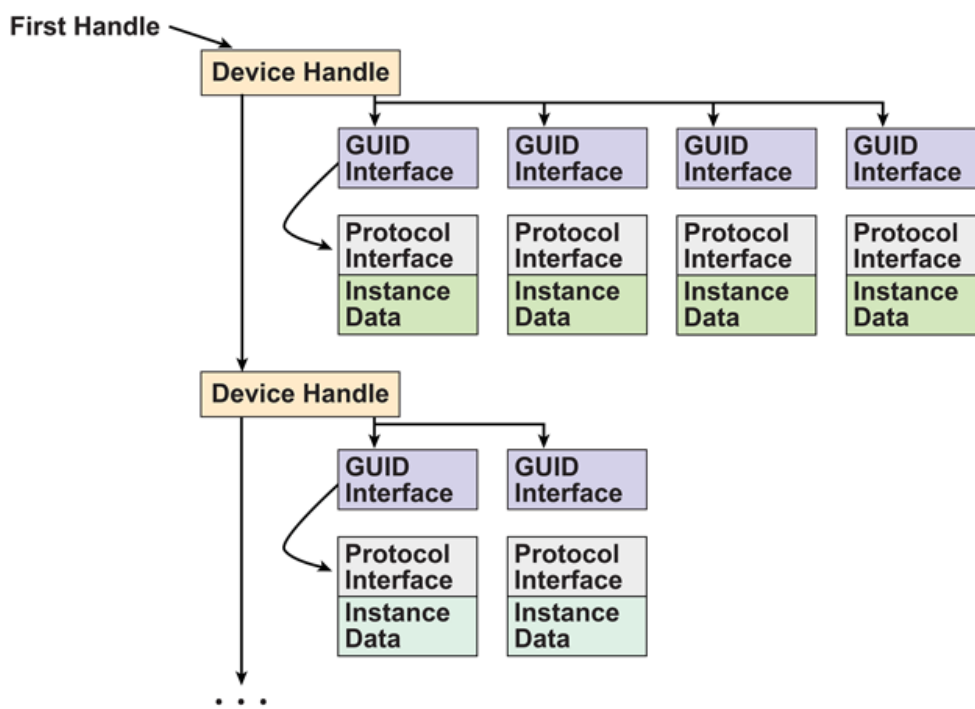 First Handle
Device Handle
GUID
Interface
GUID
Interface
GUID
Interface
GUID
Interface
Protocol
Interface
Instance
Data
Protocol
Interface
Instance
Data
Protocol
Interface
Instance
Data
Protocol
Interface
Instance
Data
Device Handle
GUID
Interface
GUID
Interface
Protocol
Interface
Instance
Data
Protocol
Interface
Instance
Data
. . .